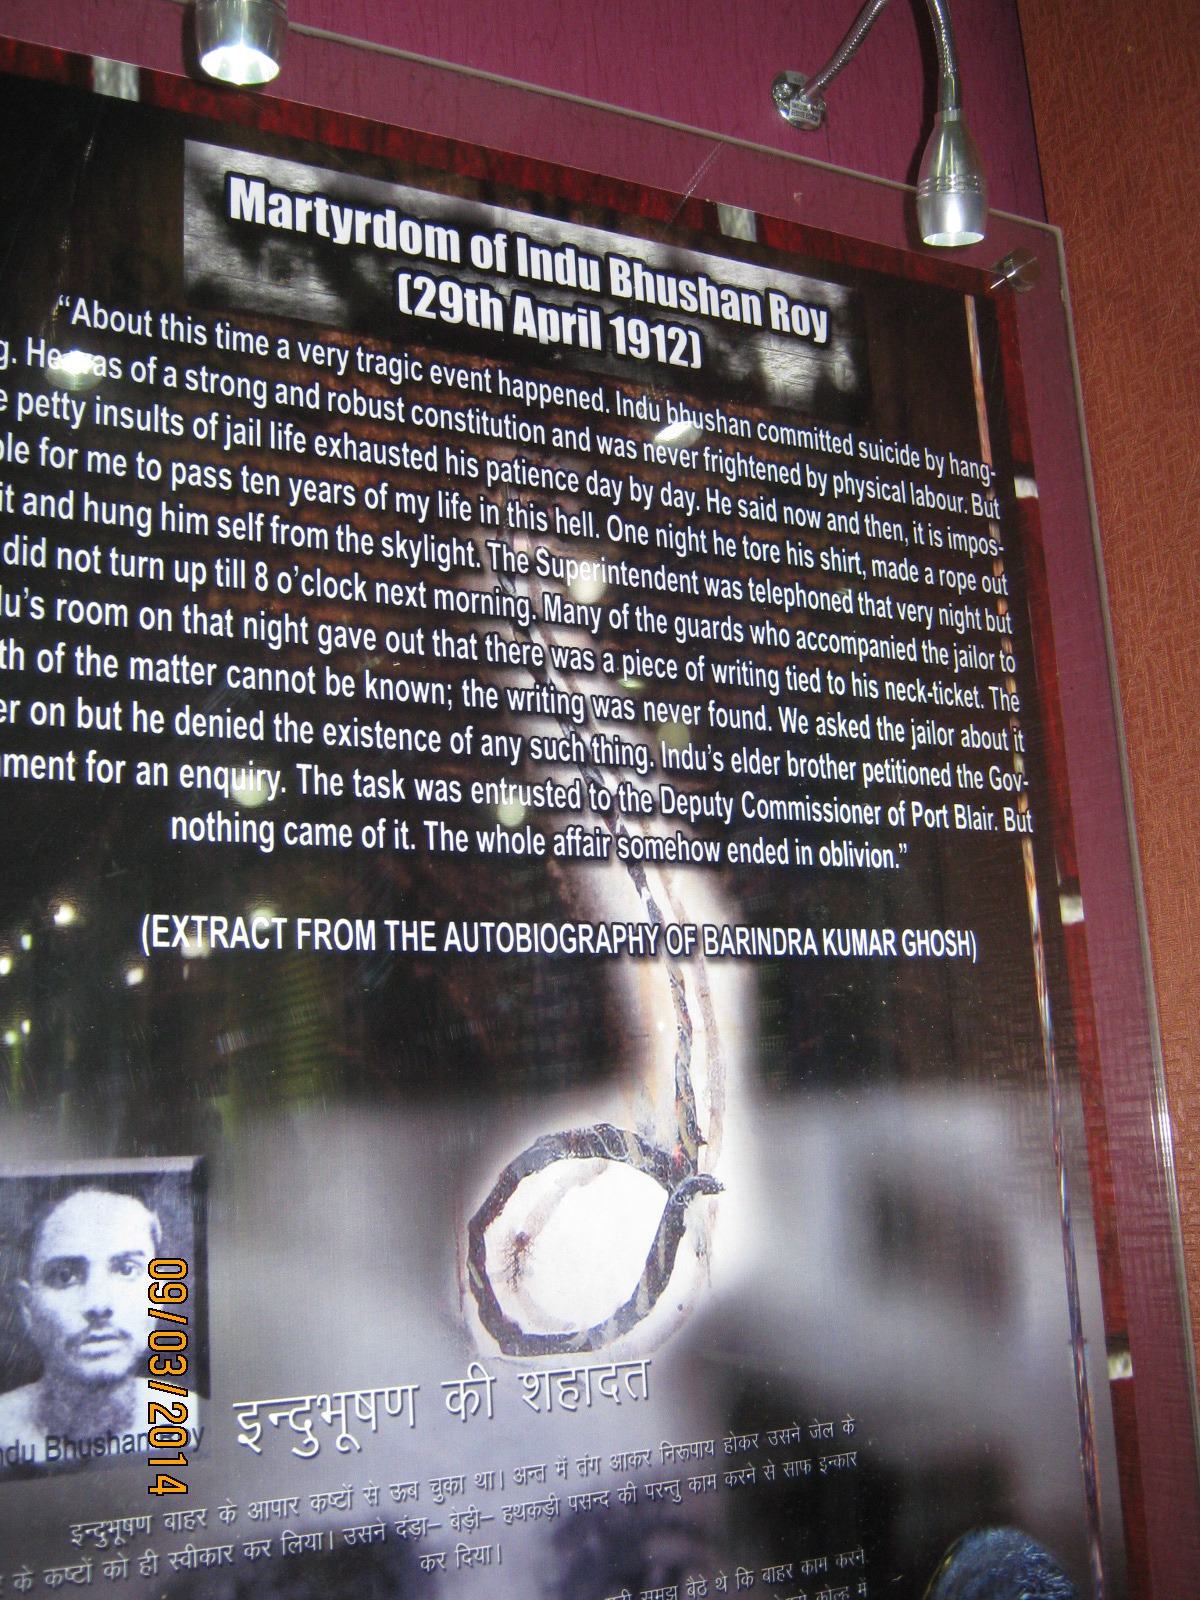 Martyrdom of Indu Bhushan Roy
(29th April 1912)
“About this time a very tragic event happened. Indu bhushan committed suicide by hang-
g. He was of a strong and robust constitution and was never frightened by physical labour. But
e petty insults of jail life exhausted his patience day by day. He said now and then, it is impos-
ble for me to pass ten years of my life in this hell. One night he tore his shirt, made a rope out
it and hung him self from the skylight. The Superintendent was telephoned that very night but
did not turn up till 8 o’clock next morning. Many of the guards who accompanied the jailor to
du’s room on that night gave out that there was a piece of writing tied to his neck-ticket. The
th of the matter cannot be known; the writing was never found. We asked the jailor about it
er on but he denied the existence of any such thing. Indu’s elder brother petitioned the Gov-
nment for an enquiry. The task was entrusted to the Deputy Commissioner of Port Blair. But
nothing came of it. The whole affair somehow ended in oblivion.”
(EXTRACT FROM THE AUTOBIOGRAPHY OF BARINDRA KUMAR GHOSH)
ndu Bhushan Roy
09/03/2014
इन्दुभूषण की शहादत
इन्दुभूषण बाहर के आपार कष्टों से ऊब चुका था। अन्त में तंग आकर निरूपाय होकर उसने जेल के
के कष्टों को ही स्वीकार कर लिया। उसने दंड़ा– बेड़ी– हथकड़ी पसन्द की परन्तु काम करने से साफ इन्कार
कर दिया।
समझ बैठे थे कि बाहर काम करने
कोल्हू में